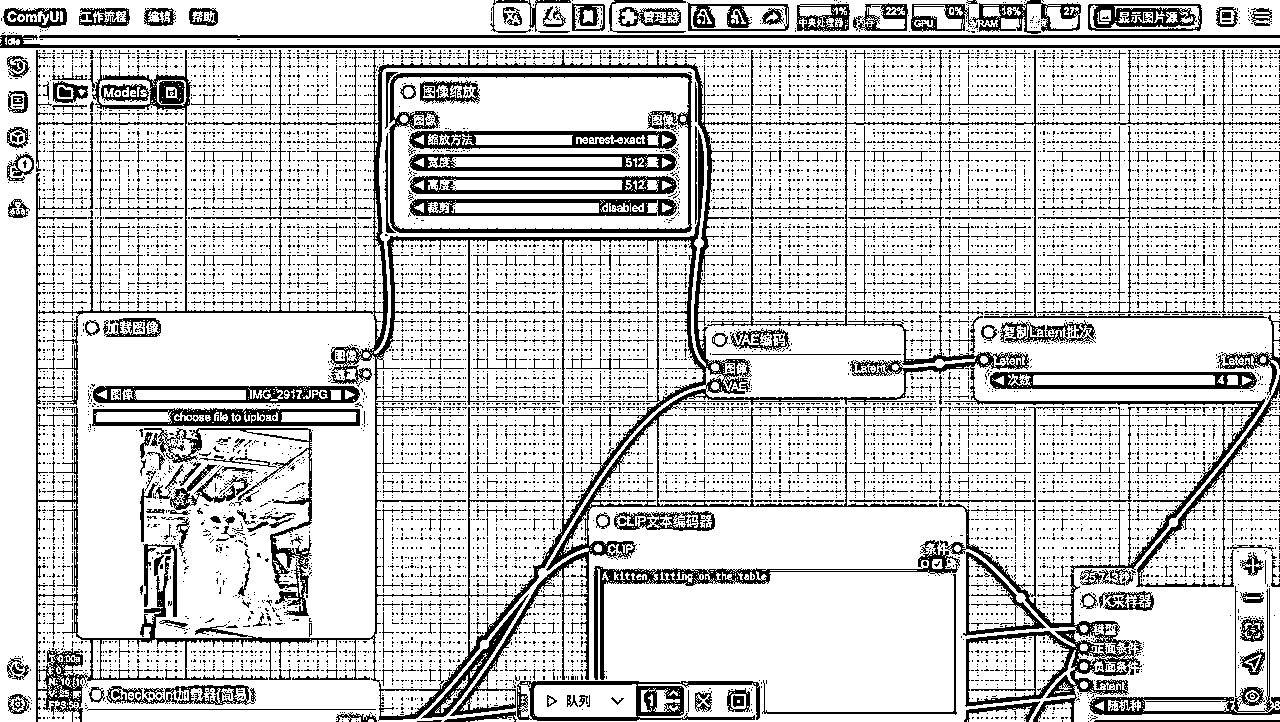 ComfyUI 工作流程 编辑 帮助
管理器
1%
中央处理器
22%
0%
GPU
18%
27%
显示图片源
Idle
Models
图像缩放
图像 图像
缩放方法 nearest-exact
宽度 512
高度 512
裁剪 disabled
加载图像
图像
图像 IMG_2917.JPG
choose file to upload
VAE编码
图像 Latent
VAE
复制Latent批次
Latent Latent
次数 4
CLIP文本编码器
CLIP 条件
A kitten sitting on the table
K采样器
模型
正面条件
负面条件
Latent
随机种
Checkpoint加载器(简易)
队列 1